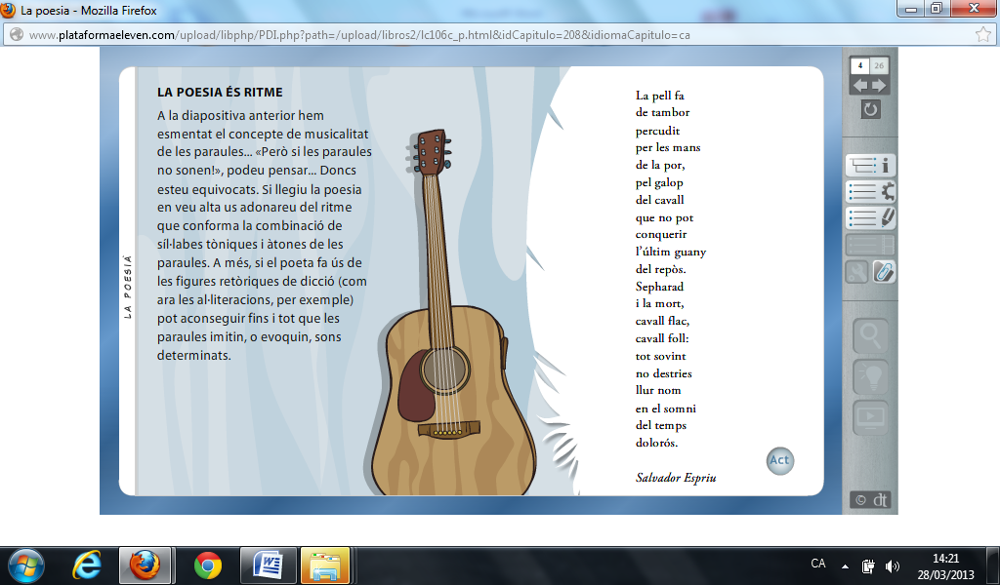 La poesia - Mozilla Firefox
www.plataformaeleven.com/upload/libphp/PDI.php?path=/upload/libros2/lc106c_p.html&idCapitulo=208&idiomaCapitulo=ca
4 26
LA POESIA ÉS RITME
A la diapositiva anterior hem
esmentat el concepte de musicalitat
de les paraules... «Però si les paraules
no sonen!», podeu pensar... Doncs
esteu equivocats. Si llegiu la poesia
en veu alta us adonareu del ritme
que conforma la combinació de
síl·labes tòniques i àtones de les
paraules. A més, si el poeta fa ús de
les figures retòriques de dicció (com
ara les al·literacions, per exemple)
pot aconseguir fins i tot que les
paraules imitin, o evoquin, sons
determinats.
LA POESIÁ
La pell fa
de tambor
percudit
per les mans
de la por,
pel galop
del cavall
que no pot
conquerir
l'últim guany
del repòs.
Sepharad
i la mort,
cavall flac,
cavall foll:
tot sovint
no destries
llur nom
en el somni
del temps
dolorós.
Salvador Espriu
Act
© dt
CA
14:21
28/03/2013